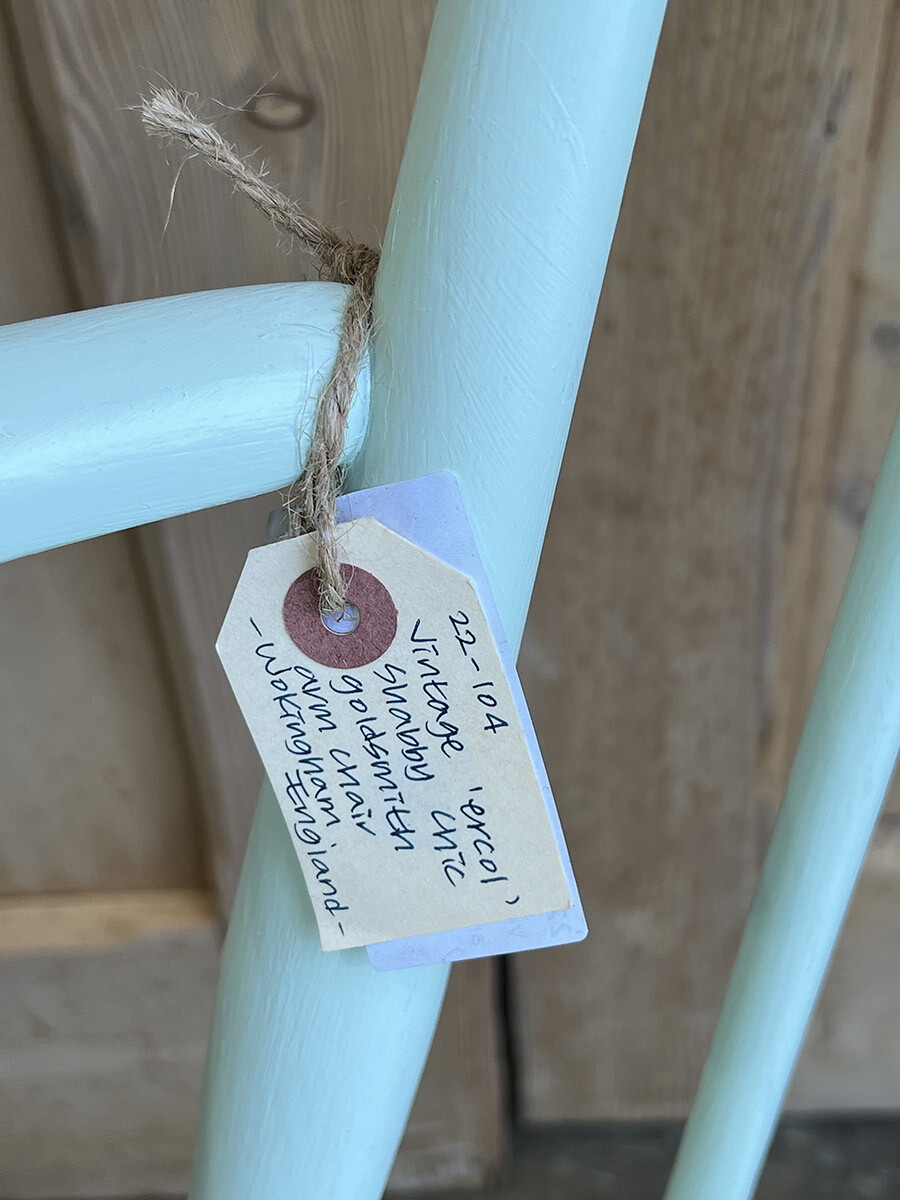 22-104
Vintage 'ercol'
shabby chic
goldsmith
arm chair
-Wokingham
England-